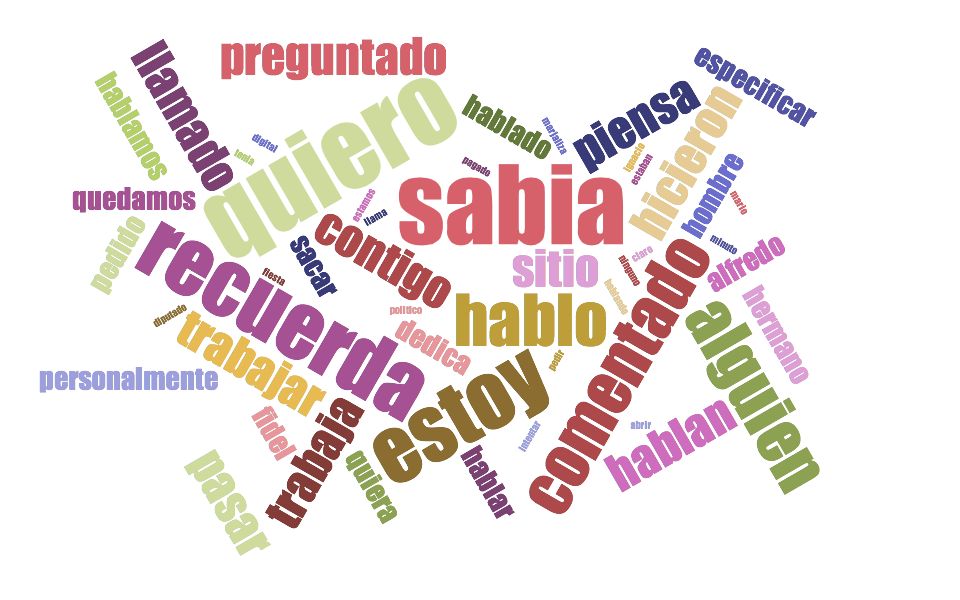 preguntado
llamado
especificar
hablamos
quiero
hablado
piensa
hicieron
digital
tenia
marjaliza
ignacio
estaban
pagado
hombre
quedamos
sabia
mario
estamos
llama
contigo
pedido
recuerda
sacar
sitio
claro
minuto
ninguno
alfredo
fiesta
hablando
hermano
diputado
politico
hablo
comentado
trabajar
dedica
alguien
pedir
personalmente
estoy
fidel
trabaja
intentar
abrir
hablan
quiera
hablar
pasar